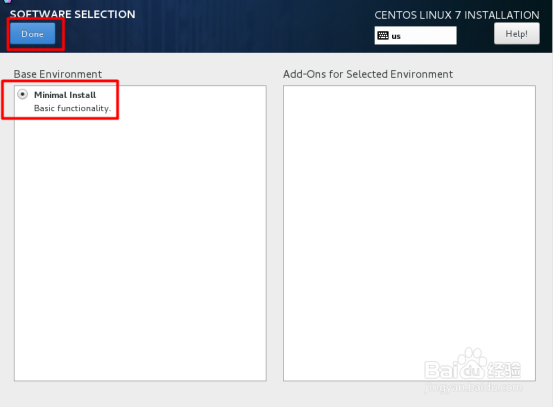 SOFTWARE SELECTION
CENTOS LINUX 7 INSTALLATION
Done
us
Help!
Base Environment
Add-Ons for Selected Environment
Minimal Install
Basic functionality.
Baidu 经验
jingyan.baidu.com